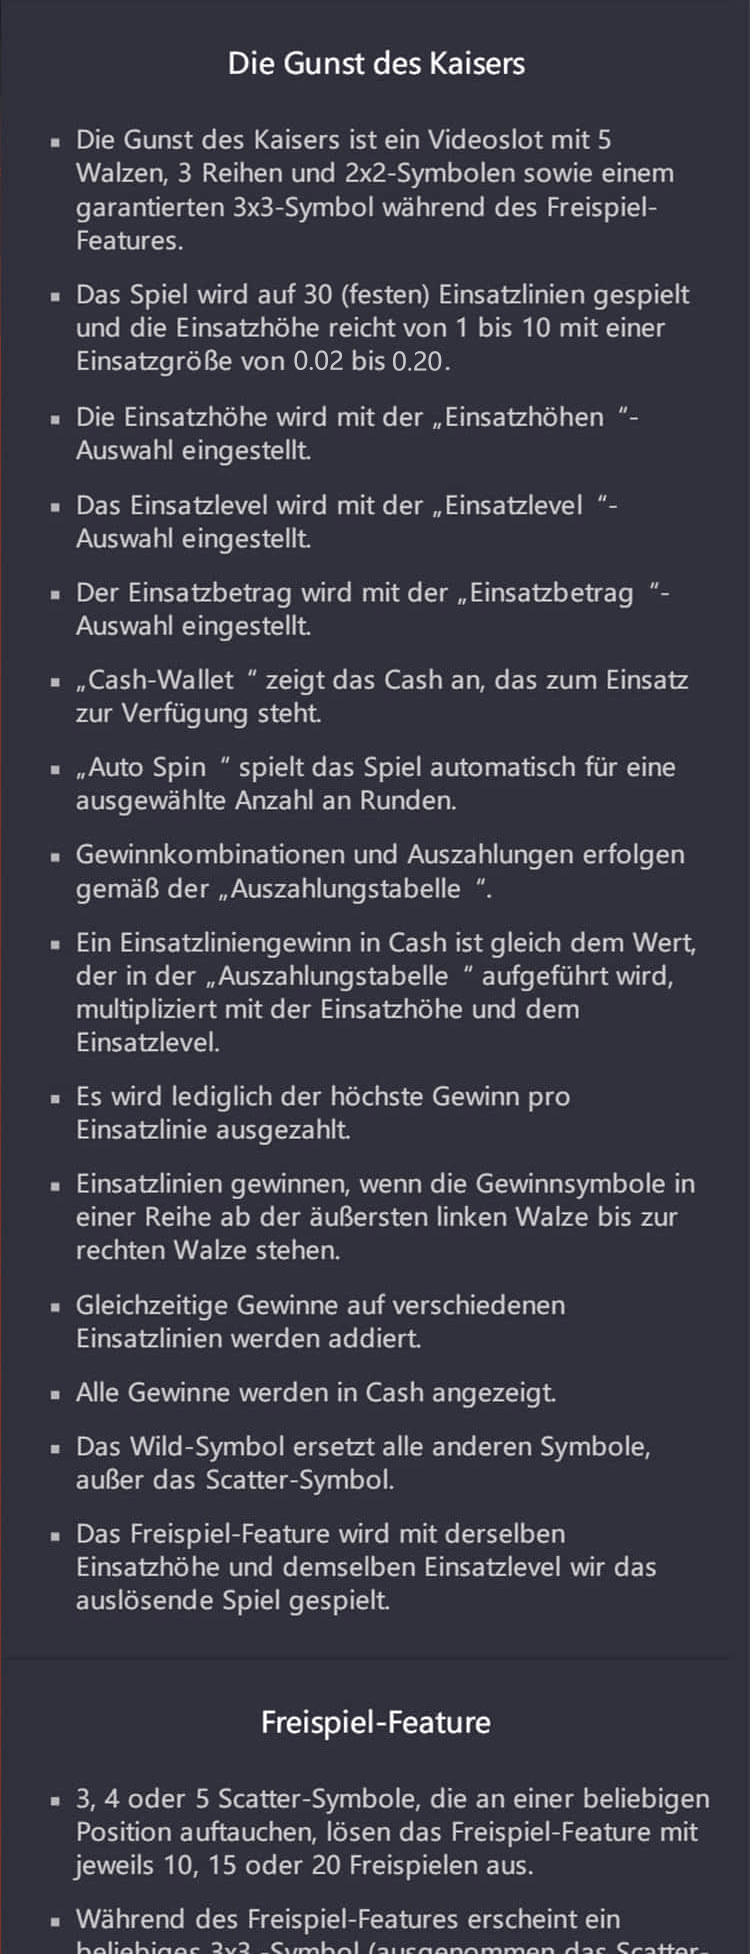 Die Gunst des Kaisers
▪ Die Gunst des Kaisers ist ein Videoslot mit 5
Walzen, 3 Reihen und 2x2-Symbolen sowie einem
garantierten 3x3-Symbol während des Freispiel-
Features.
▪ Das Spiel wird auf 30 (festen) Einsatzlinien gespielt
und die Einsatzhöhe reicht von 1 bis 10 mit einer
Einsatzgröße von 0.02 bis 0.20.
▪ Die Einsatzhöhe wird mit der „Einsatzhöhen “-
Auswahl eingestellt.
▪ Das Einsatzlevel wird mit der „Einsatzlevel “-
Auswahl eingestellt.
▪ Der Einsatzbetrag wird mit der „Einsatzbetrag “-
Auswahl eingestellt.
▪ „Cash-Wallet “ zeigt das Cash an, das zum Einsatz
zur Verfügung steht.
▪ „Auto Spin “ spielt das Spiel automatisch für eine
ausgewählte Anzahl an Runden.
▪ Gewinnkombinationen und Auszahlungen erfolgen
gemäß der „Auszahlungstabelle “.
▪ Ein Einsatzliniengewinn in Cash ist gleich dem Wert,
der in der „Auszahlungstabelle “ aufgeführt wird,
multipliziert mit der Einsatzhöhe und dem
Einsatzlevel.
▪ Es wird lediglich der höchste Gewinn pro
Einsatzlinie ausgezahlt.
▪ Einsatzlinien gewinnen, wenn die Gewinnsymbole in
einer Reihe ab der äußersten linken Walze bis zur
rechten Walze stehen.
▪ Gleichzeitige Gewinne auf verschiedenen
Einsatzlinien werden addiert.
▪ Alle Gewinne werden in Cash angezeigt.
▪ Das Wild-Symbol ersetzt alle anderen Symbole,
außer das Scatter-Symbol.
▪ Das Freispiel-Feature wird mit derselben
Einsatzhöhe und demselben Einsatzlevel wir das
auslösende Spiel gespielt.
Freispiel-Feature
▪ 3, 4 oder 5 Scatter-Symbole, die an einer beliebigen
Position auftauchen, lösen das Freispiel-Feature mit
jeweils 10, 15 oder 20 Freispielen aus.
▪ Während des Freispiel-Features erscheint ein
beliebiges 3x3 -Symbol (ausgenommen das Scatter-